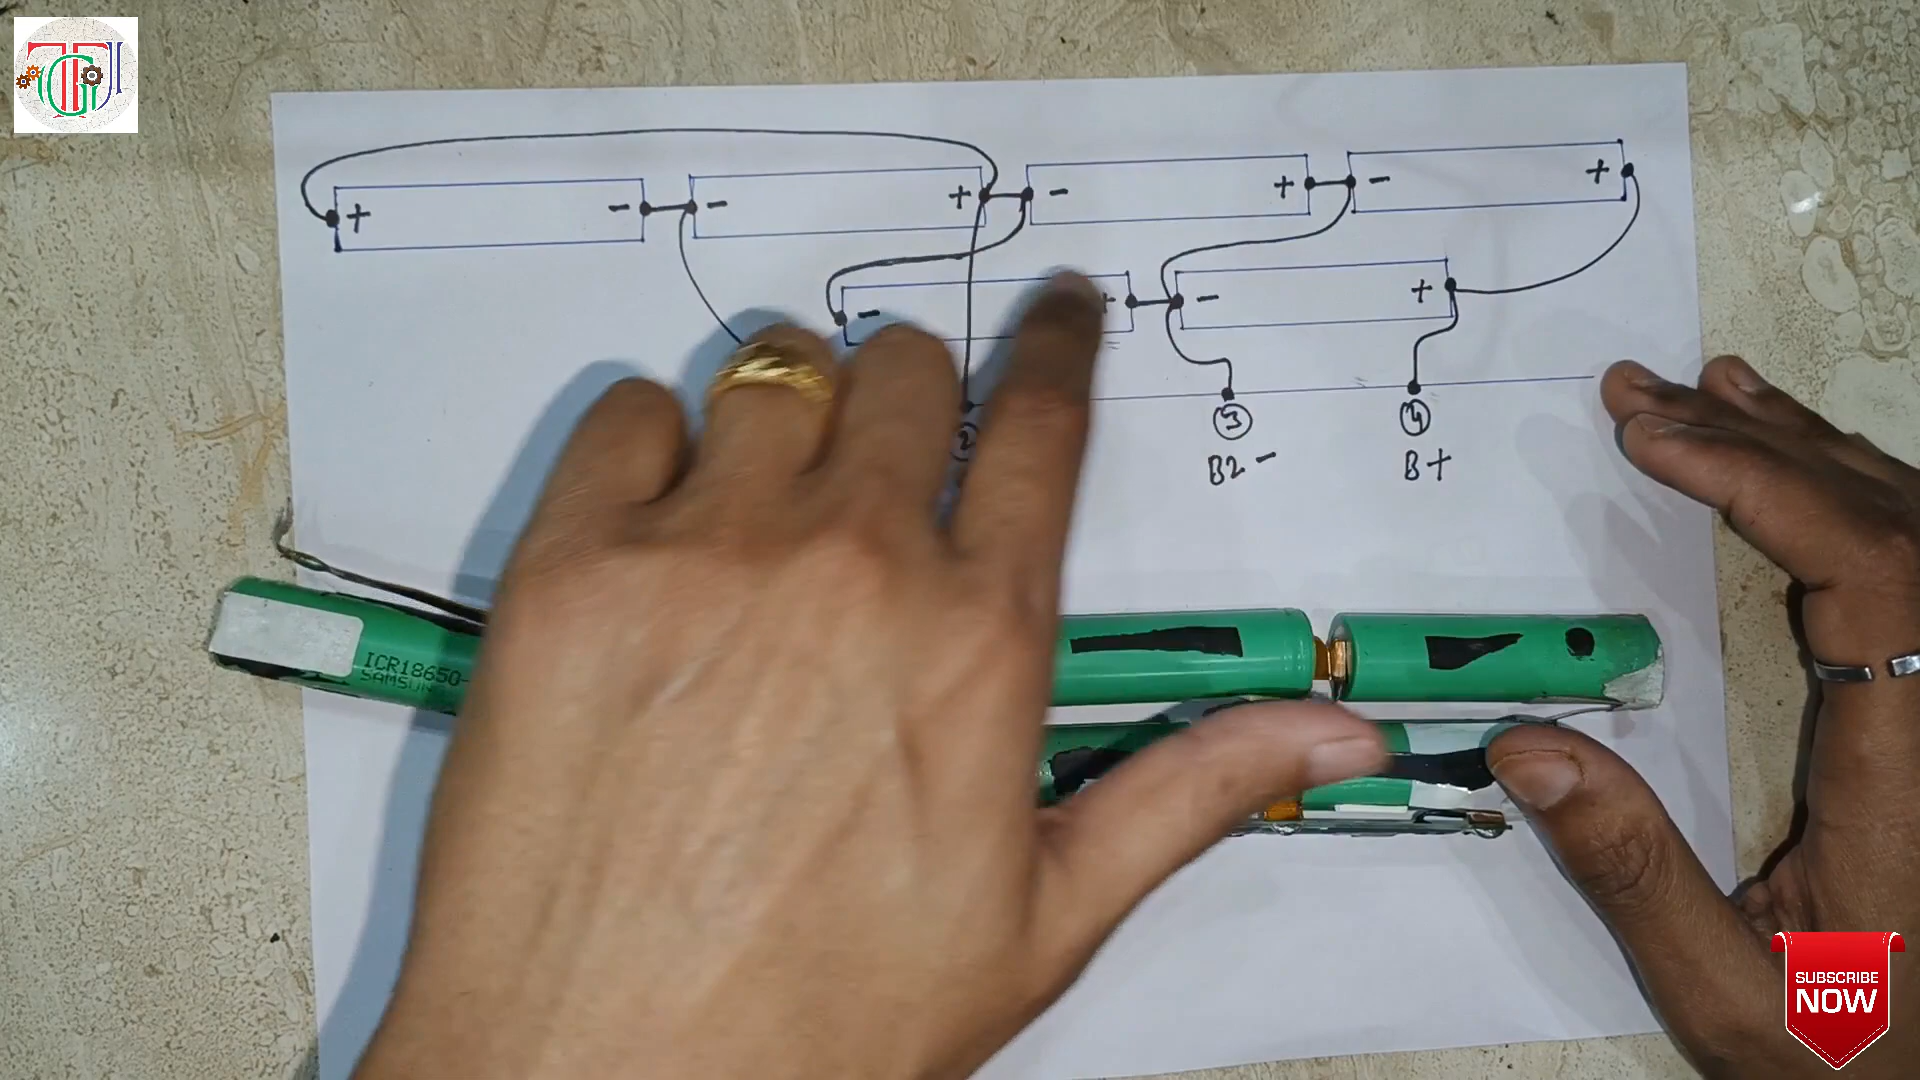 + - - + - + - +
- + - +
2 3 4
B2 - B+
ICR18650-
SAMSUN
SUBSCRIBE
NOW